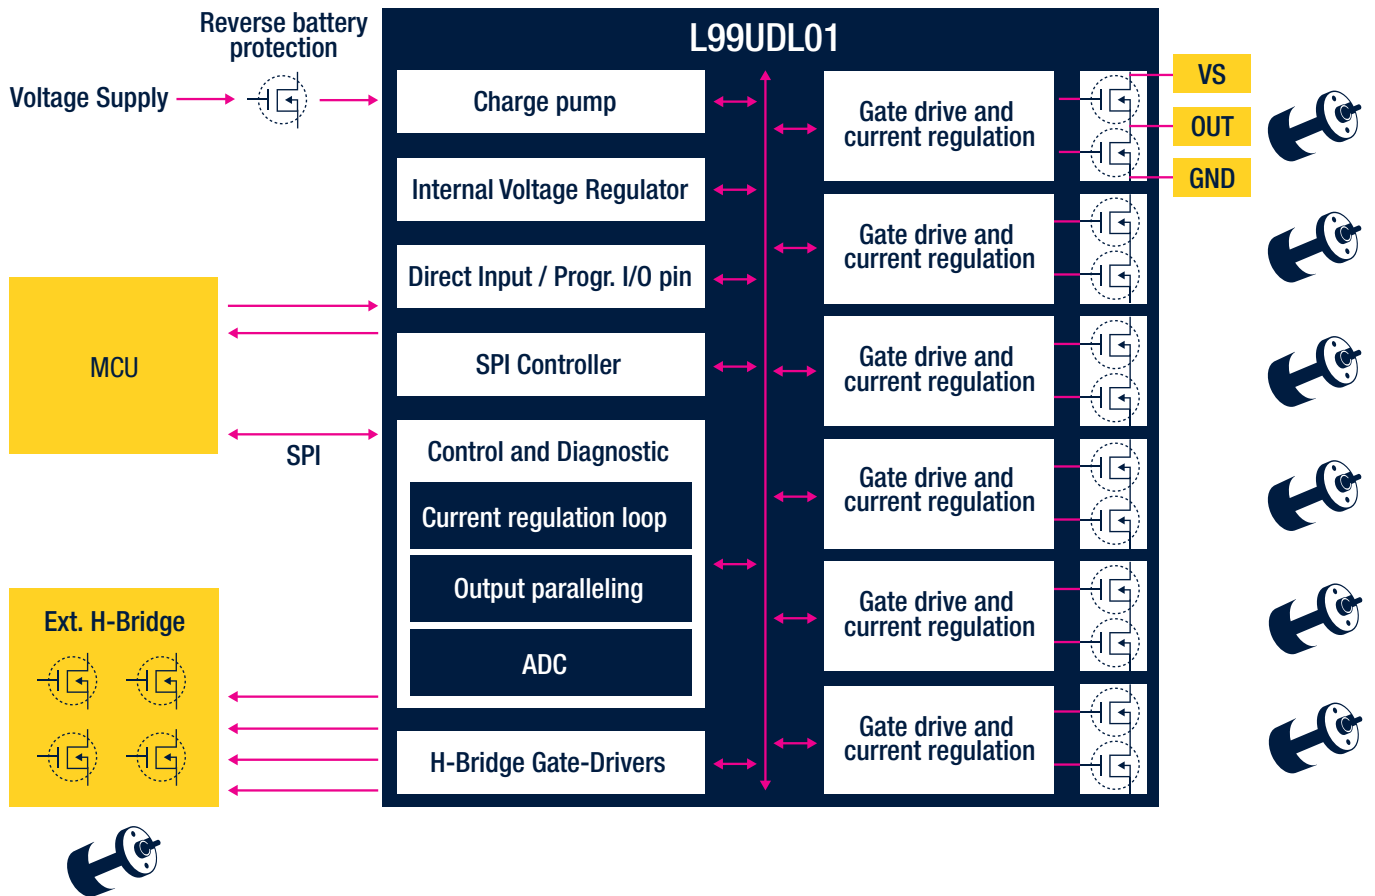 Reverse battery
protection
L99UDL01
Voltage Supply
Charge pump
Internal Voltage Regulator
Direct Input / Progr. I/O pin
MCU
SPI Controller
SPI
Control and Diagnostic
Current regulation loop
Output paralleling
ADC
Ext. H-Bridge
H-Bridge Gate-Drivers
Gate drive and
current regulation
VS
OUT
GND
Gate drive and
current regulation
Gate drive and
current regulation
Gate drive and
current regulation
Gate drive and
current regulation
Gate drive and
current regulation